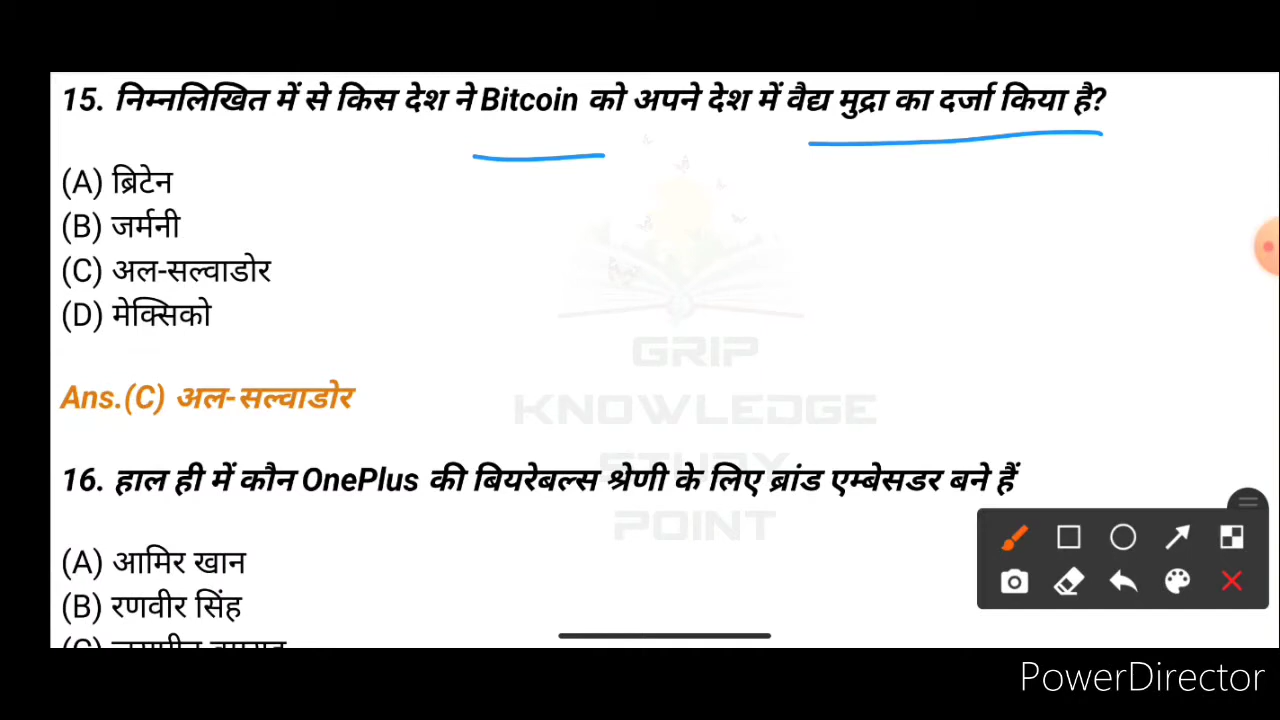 15. निम्नलिखित में से किस देश ने Bitcoin को अपने देश में वैद्य मुद्रा का दर्जा किया है?
(A) ब्रिटेन
(B) जर्मनी
(C) अल-सल्वाडोर
(D) मेक्सिको
Ans.(C) अल-सल्वाडोर
16. हाल ही में कौन OnePlus की बियरेबल्स श्रेणी के लिए ब्रांड एम्बेसडर बने हैं
(A) आमिर खान
(B) रणवीर सिंह
GRIP
KNOWLEDGE
STUDY
POINT
PowerDirector